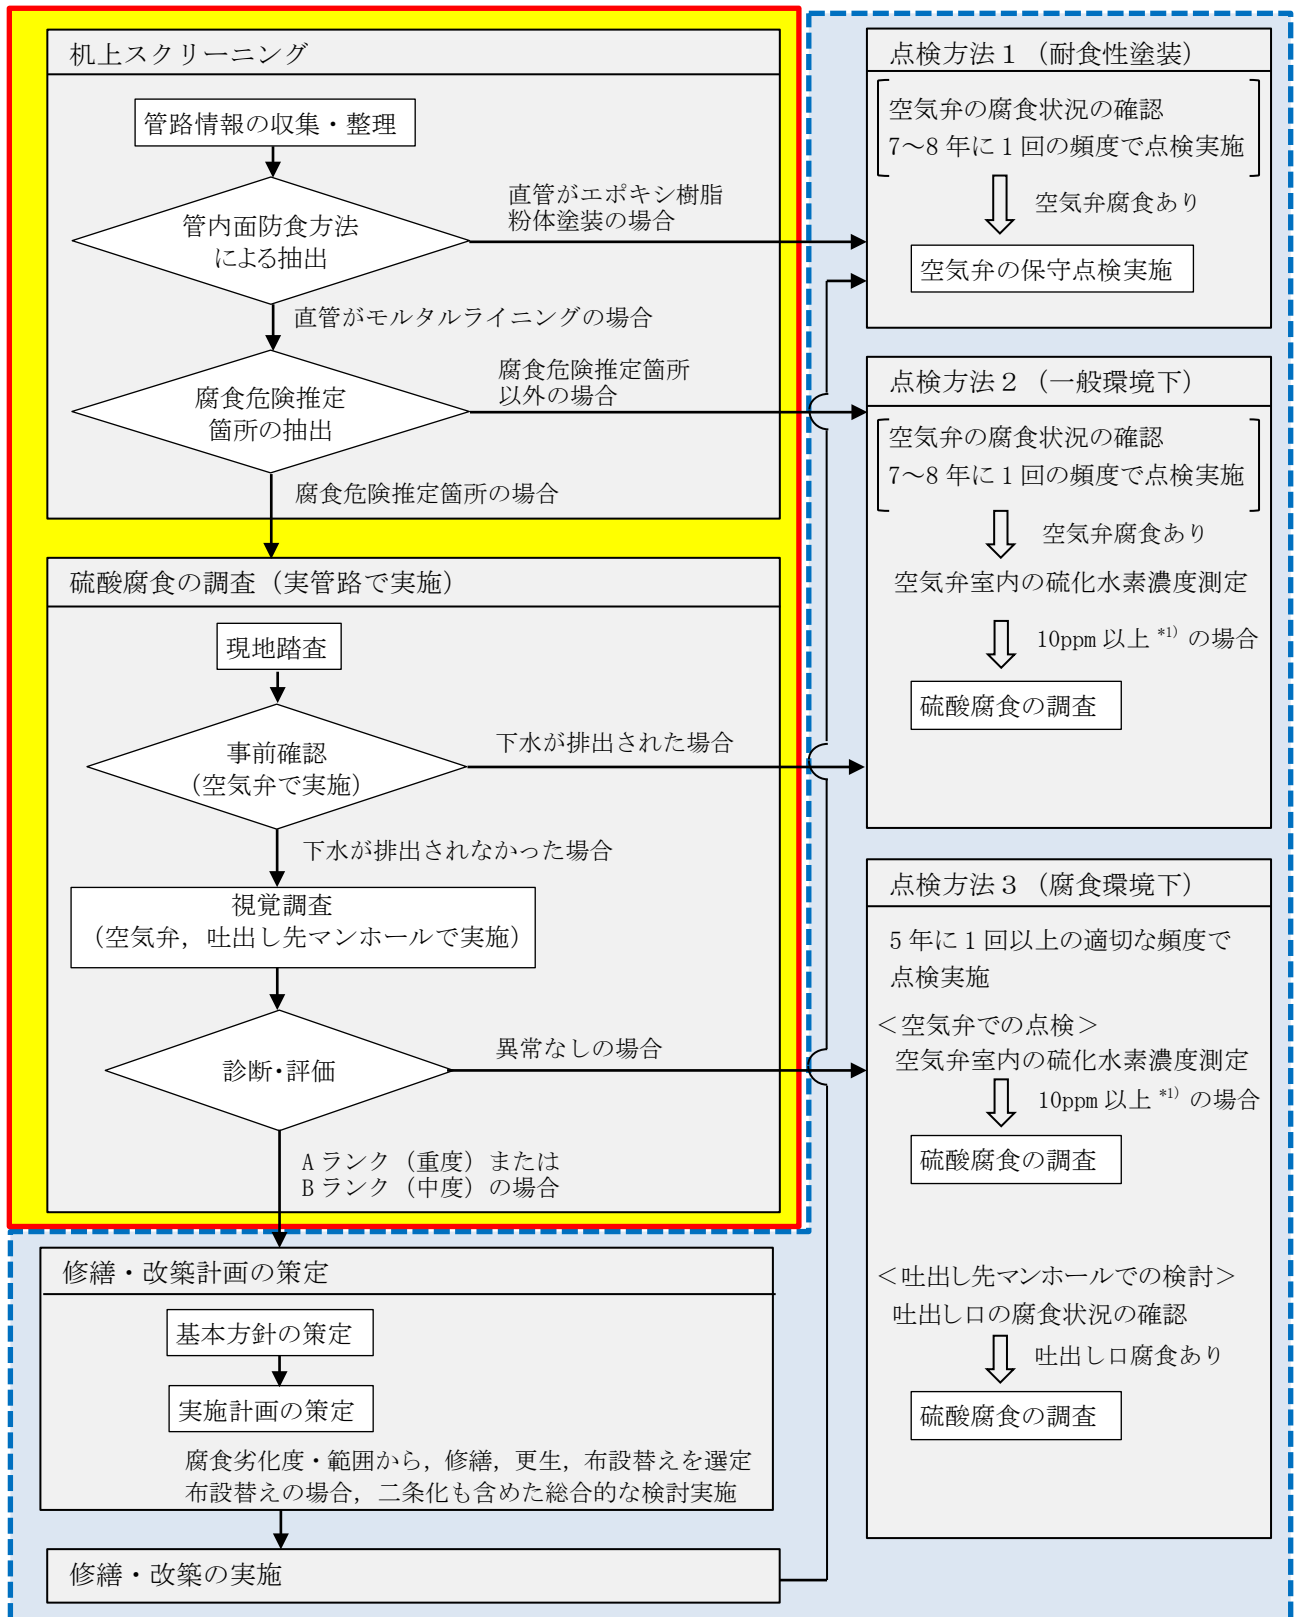 机上スクリーニング
管路情報の収集・整理
管内面防食方法
による抽出
直管がエポキシ樹脂
粉体塗装の場合
直管がモルタルライニングの場合
腐食危険推定
箇所の抽出
腐食危険推定箇所
以外の場合
腐食危険推定箇所の場合
硫酸腐食の調査（実管路で実施）
現地踏査
事前確認
（空気弁で実施）
下水が排出された場合
下水が排出されなかった場合
視覚調査
（空気弁，吐出し先マンホールで実施）
診断・評価
異常なしの場合
Aランク（重度）または
Bランク（中度）の場合
修繕・改築計画の策定
基本方針の策定
実施計画の策定
腐食劣化度・範囲から，修繕，更生，布設替えを選定
布設替えの場合，二条化も含めた総合的な検討実施
修繕・改築の実施
点検方法１（耐食性塗装）
空気弁の腐食状況の確認
7～8年に1回の頻度で点検実施
空気弁腐食あり
空気弁の保守点検実施
点検方法２（一般環境下）
空気弁の腐食状況の確認
7～8年に1回の頻度で点検実施
空気弁腐食あり
空気弁室内の硫化水素濃度測定
10ppm以上 *1) の場合
硫酸腐食の調査
点検方法３（腐食環境下）
5年に1回以上の適切な頻度で
点検実施
＜空気弁での点検＞
空気弁室内の硫化水素濃度測定
10ppm以上 *1) の場合
硫酸腐食の調査
＜吐出し先マンホールでの検討＞
吐出し口の腐食状況の確認
吐出し口腐食あり
硫酸腐食の調査